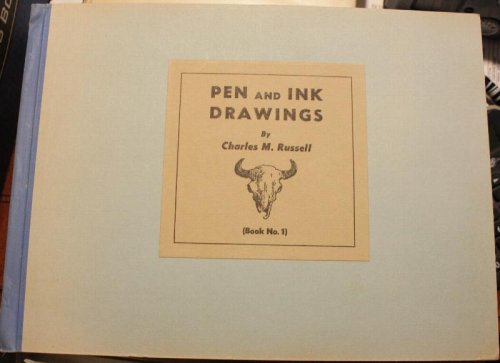 PEN AND INK
DRAWINGS
By
Charles M. Russell
(Book No. 1)